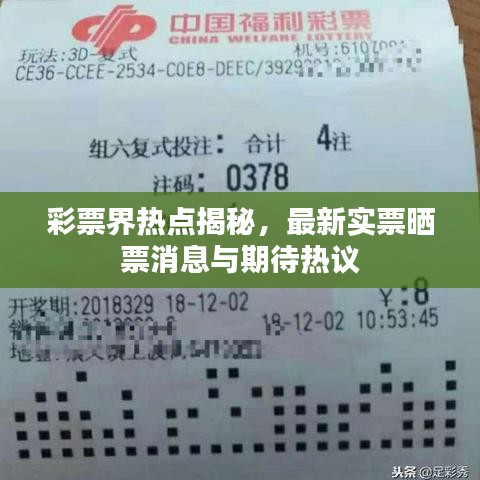 中国福利彩票
CHINA WELFARE LOTTERY
玩法:3D-复式 机号:610709
CE36-CCEE-2534-C0E8-DEEC/3929
组六复式投注: 合计 4注
注码: 0378
彩票界热点揭秘，最新实票晒
票消息与期待热议
开奖期:2018329 18-12-02 ¥:8
18-12-02 10:53:45
头条 @足彩秀